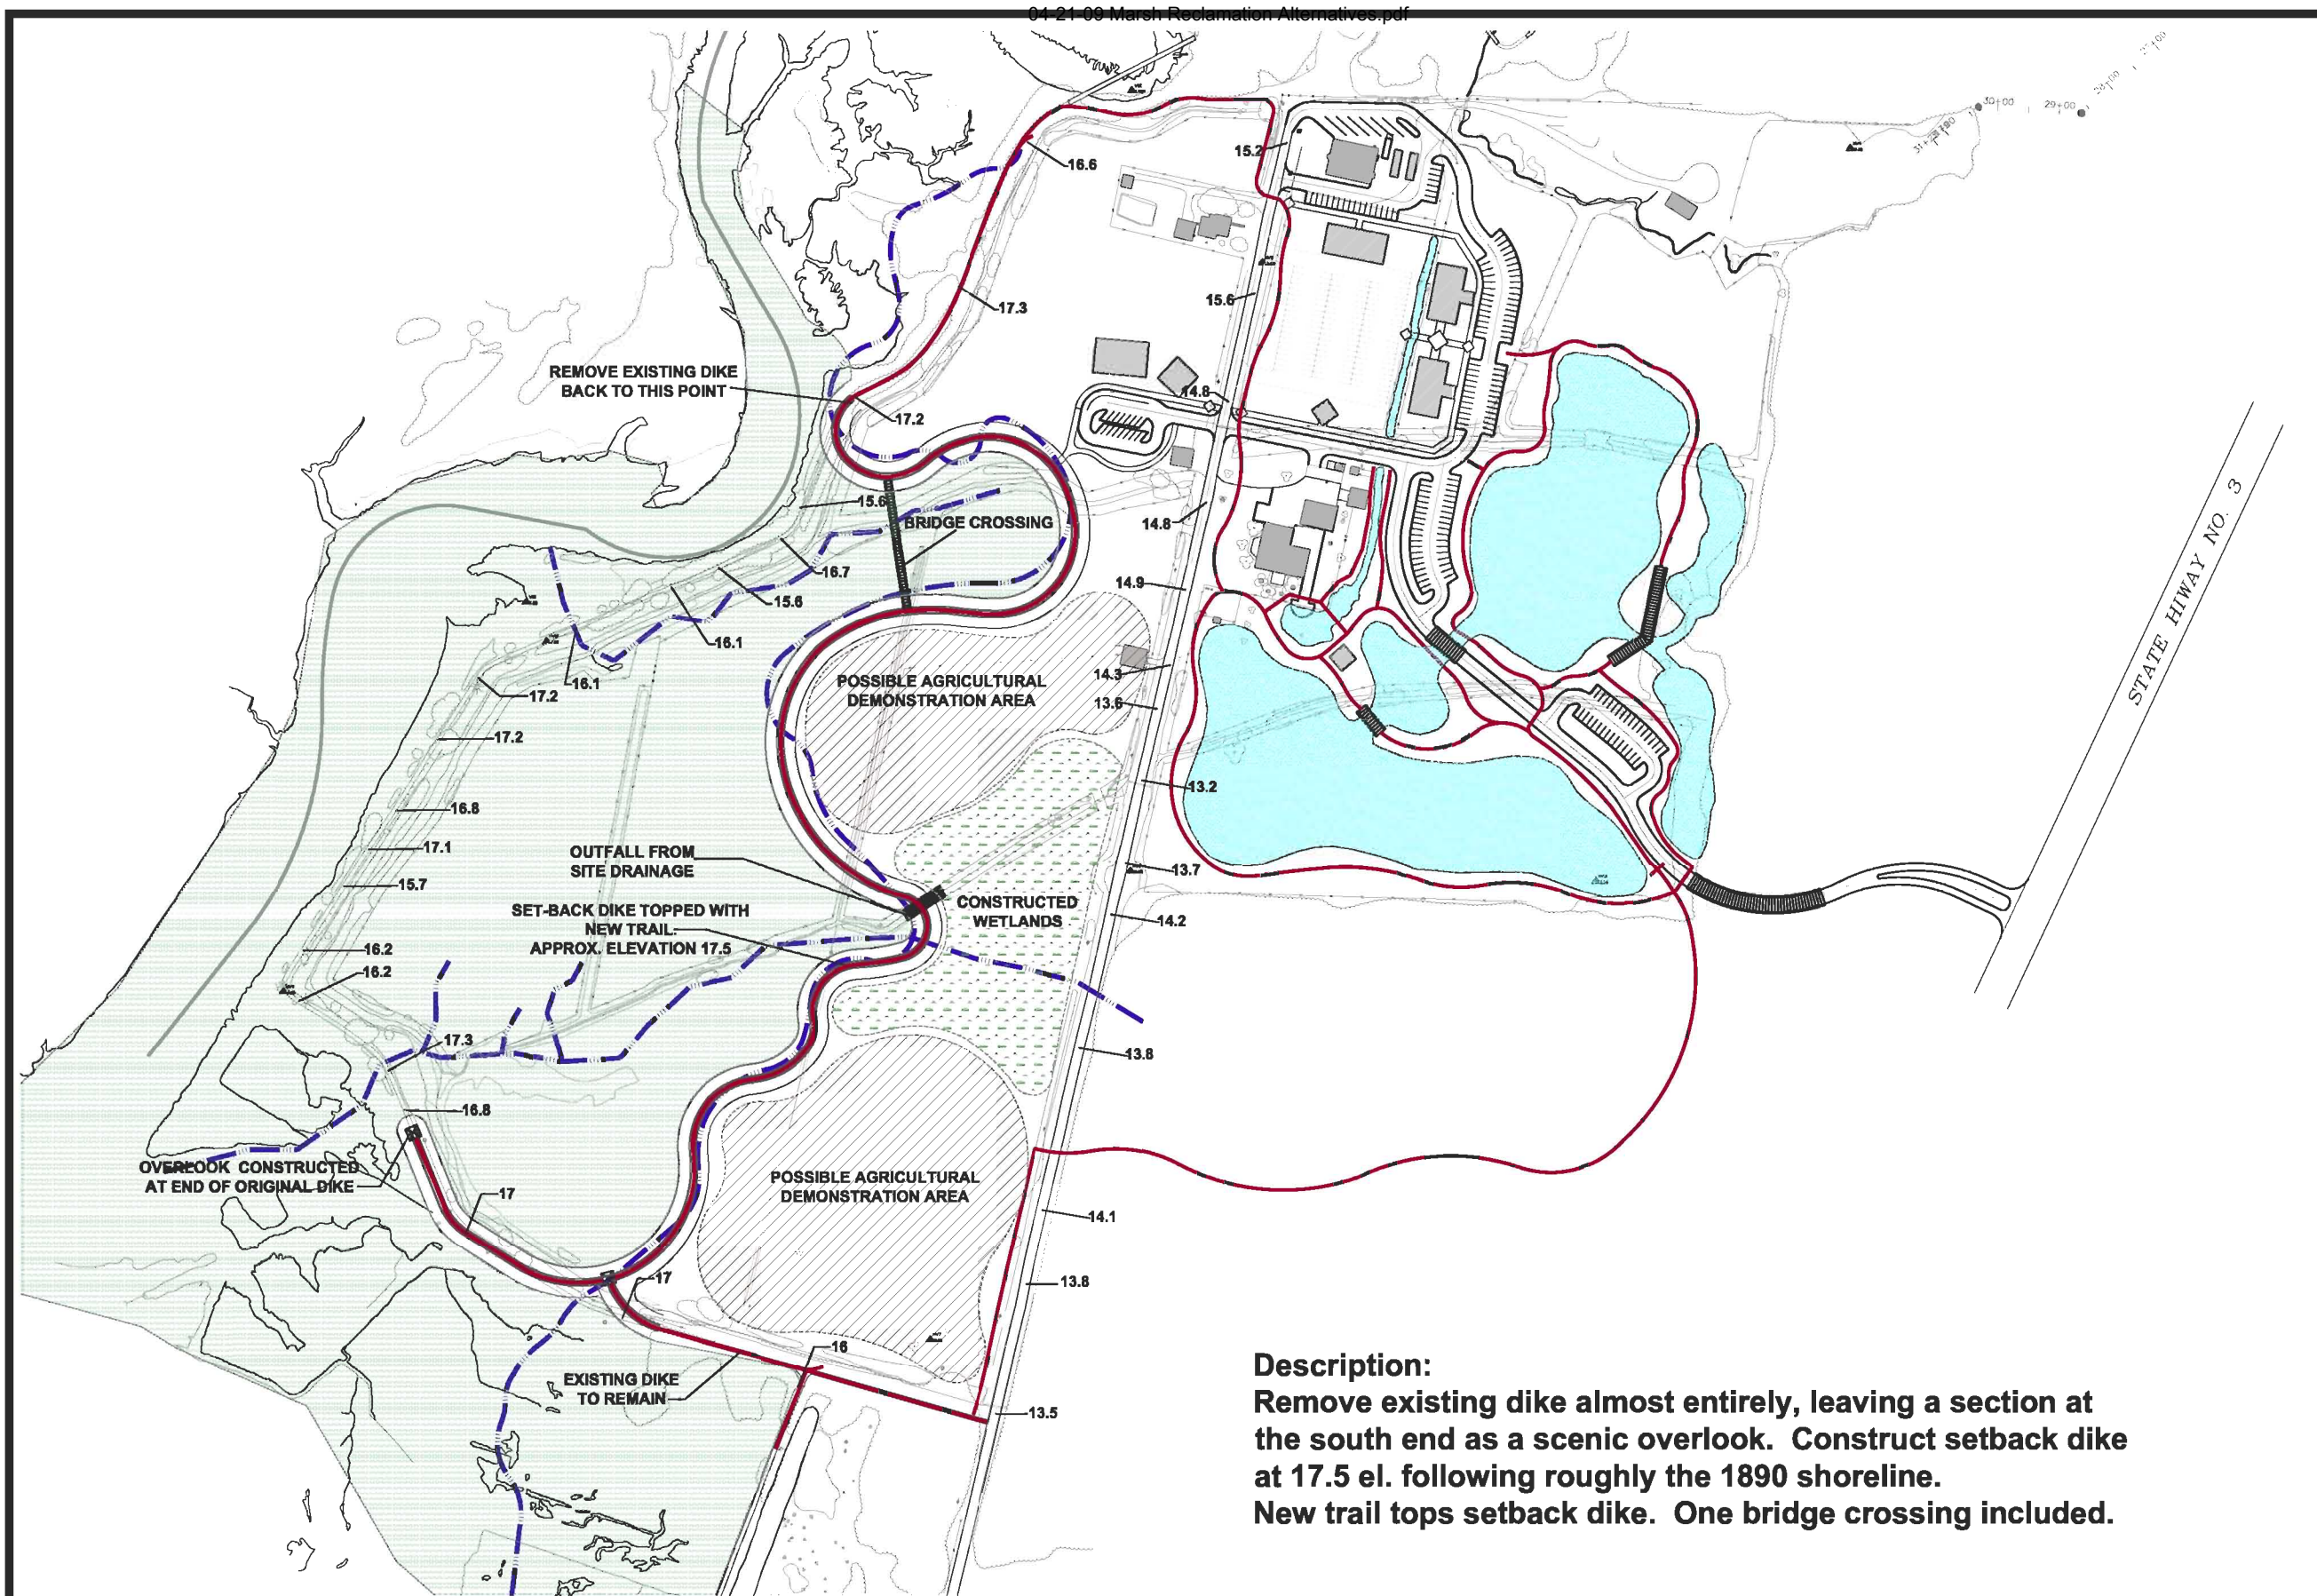 04-21-09 Marsh Reclamation Alternatives.pdf
30+00
29+00
31+00
16.6
15.2
17.3
15.6
REMOVE EXISTING DIKE
BACK TO THIS POINT
17.2
14.8
15.6
BRIDGE CROSSING
14.8
16.7
14.9
15.6
16.1
16.1
17.2
14.3
POSSIBLE AGRICULTURAL
DEMONSTRATION AREA
13.6
17.2
13.2
16.8
17.1
OUTFALL FROM
SITE DRAINAGE
15.7
13.7
SET-BACK DIKE TOPPED WITH
NEW TRAIL.
APPROX. ELEVATION 17.5
CONSTRUCTED
WETLANDS
14.2
16.2
16.2
17.3
13.8
16.8
OVERLOOK CONSTRUCTED
AT END OF ORIGINAL DIKE
17
POSSIBLE AGRICULTURAL
DEMONSTRATION AREA
14.1
17
13.8
16
EXISTING DIKE
TO REMAIN
13.5
STATE HIWAY NO. 3
Description:
Remove existing dike almost entirely, leaving a section at
the south end as a scenic overlook. Construct setback dike
at 17.5 el. following roughly the 1890 shoreline.
New trail tops setback dike. One bridge crossing included.